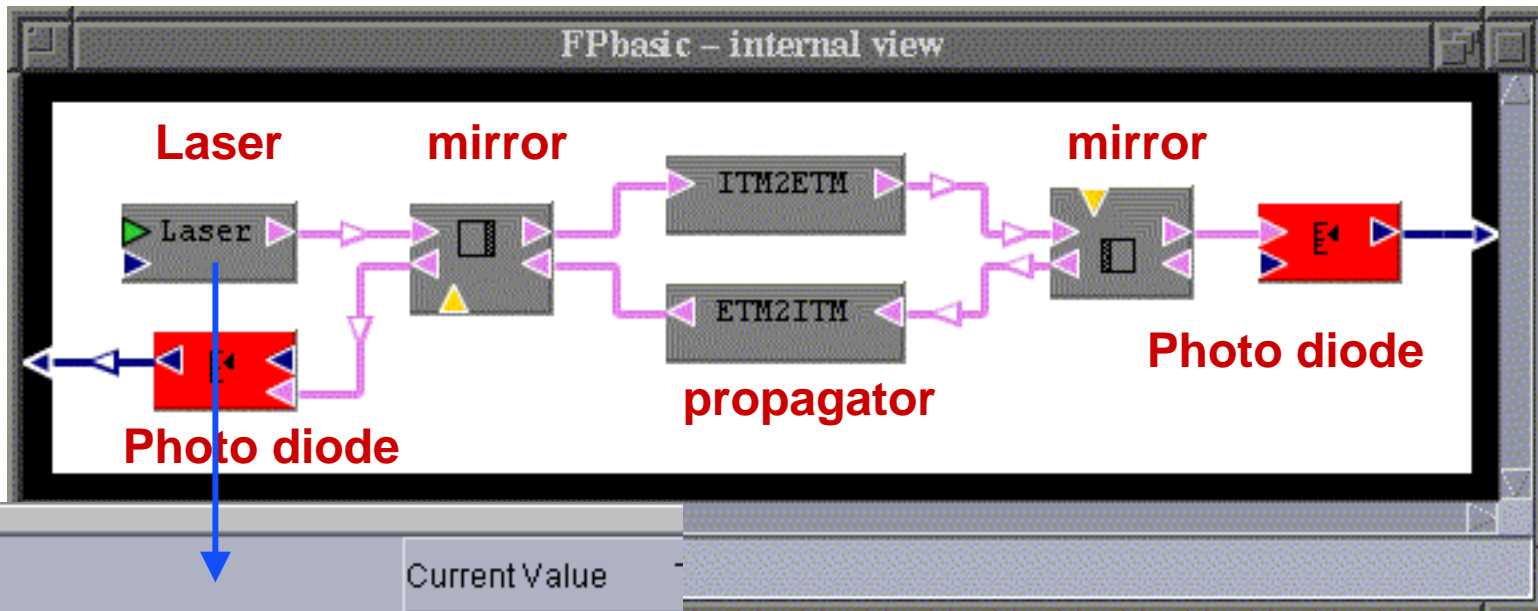 FPbasic – internal view
Laser
mirror
mirror
ITM2ETM
Laser
ETM2ITM
Photo diode
propagator
Photo diode
Current Value